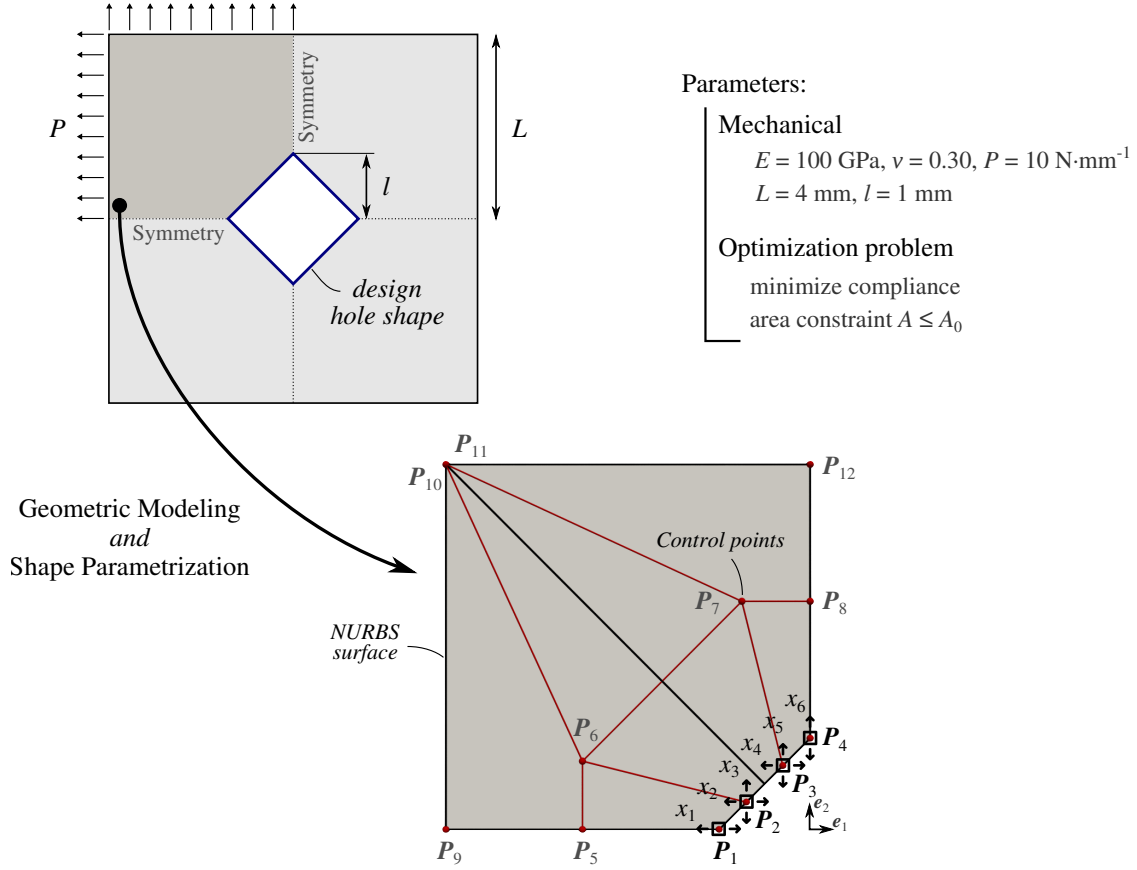 P
L
l
Symmetry
Symmetry
design
hole shape
Parameters:
Mechanical
E = 100 GPa, ν = 0.30, P = 10 N·mm⁻¹
L = 4 mm, l = 1 mm
Optimization problem
minimize compliance
area constraint A ≤ A₀
Geometric Modeling
and
Shape Parametrization
P₁₁
P₁₀
P₁₂
Control points
P₇
P₈
NURBS
surface
P₆
x₆
x₅
x₄
x₃
x₂
x₁
P₄
P₃
P₂
e₂
e₁
P₉
P₅
P₁